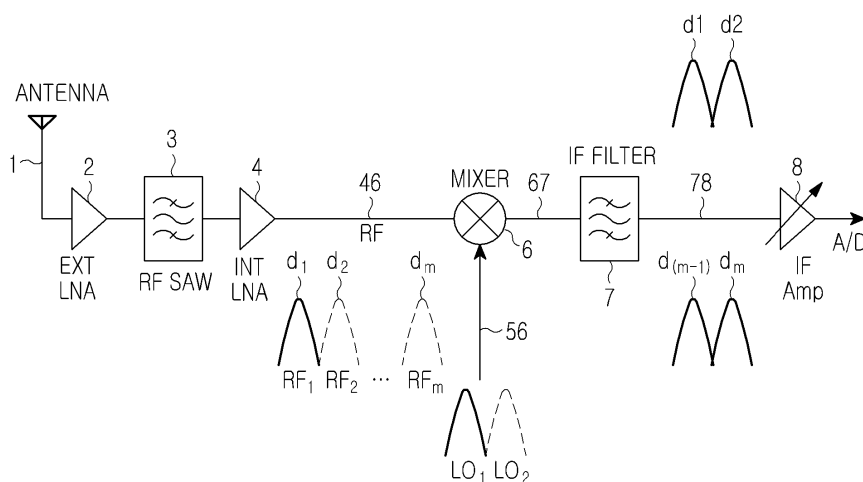 d1 d2
ANTENNA
1
2
3
4
46
MIXER
67
IF FILTER
78
8
RF
6
A/D
EXT
LNA
RF SAW
INT
LNA
7
IF
Amp
d₁ d₂ dₘ
d₍ₘ₋₁₎ dₘ
56
RF₁ RF₂ ... RFₘ
LO₁ LO₂